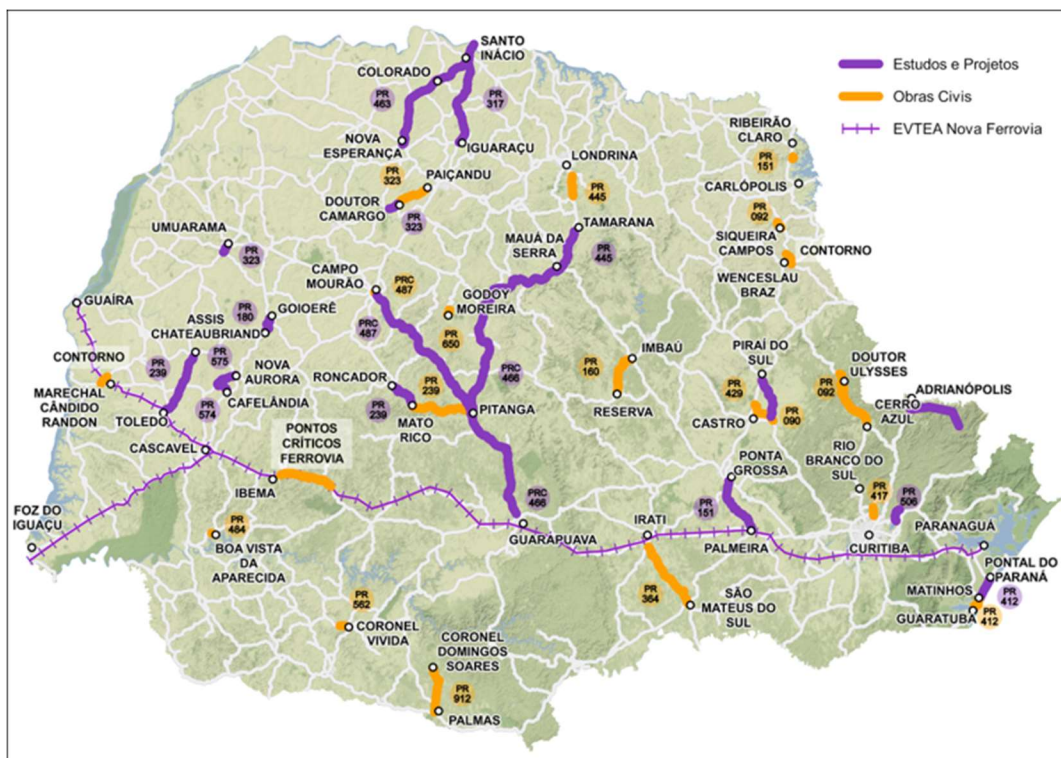 SANTO
INÁCIO
COLORADO
PR
463
PR
317
NOVA
ESPERANÇA
IGUARAÇU
PR
323
PAIÇANDU
DOUTOR
CAMARGO
PR
323
LONDRINA
PR
445
TAMARANA
MAUÁ DA
SERRA
PR
445
Estudos e Projetos
Obras Civis
EVTEA Nova Ferrovia
RIBEIRÃO
CLARO
PR
151
CARLÓPOLIS
PR
092
SIQUEIRA
CAMPOS
CONTORNO
WENCESLAU
BRAZ
UMUARAMA
PR
323
CAMPO
MOURÃO
PRC
487
GODOY
MOREIRA
PR
650
GUAÍRA
PR
180
GOIOERÊ
ASSIS
CHATEAUBRIAND
PRC
487
CONTORNO
PR
239
PR
575
NOVA
AURORA
MARECHAL
CÂNDIDO
RANDON
TOLEDO
PR
574
CAFELÂNDIA
RONCADOR
PR
239
PR
239
MATO
RICO
PRC
466
PITANGA
PR
160
IMBAÚ
RESERVA
PIRAÍ DO
SUL
PR
429
CASTRO
PR
090
DOUTOR
ULYSSES
PR
092
CERRO
AZUL
ADRIANÓPOLIS
CASCAVEL
PONTOS
CRÍTICOS
FERROVIA
IBEMA
PRC
466
GUARAPUAVA
PONTA
GROSSA
PR
151
PALMEIRA
RIO
BRANCO DO
SUL
PR
417
PR
506
CURITIBA
PARANAGUÁ
FOZ DO
IGUAÇU
PR
484
BOA VISTA
DA
APARECIDA
IRATI
PR
364
SÃO
MATEUS DO
SUL
PONTAL DO
PARANÁ
MATINHOS
PR
412
GUARATUBA
PR
412
PR
562
CORONEL
VIVIDA
CORONEL
DOMINGOS
SOARES
PR
912
PALMAS